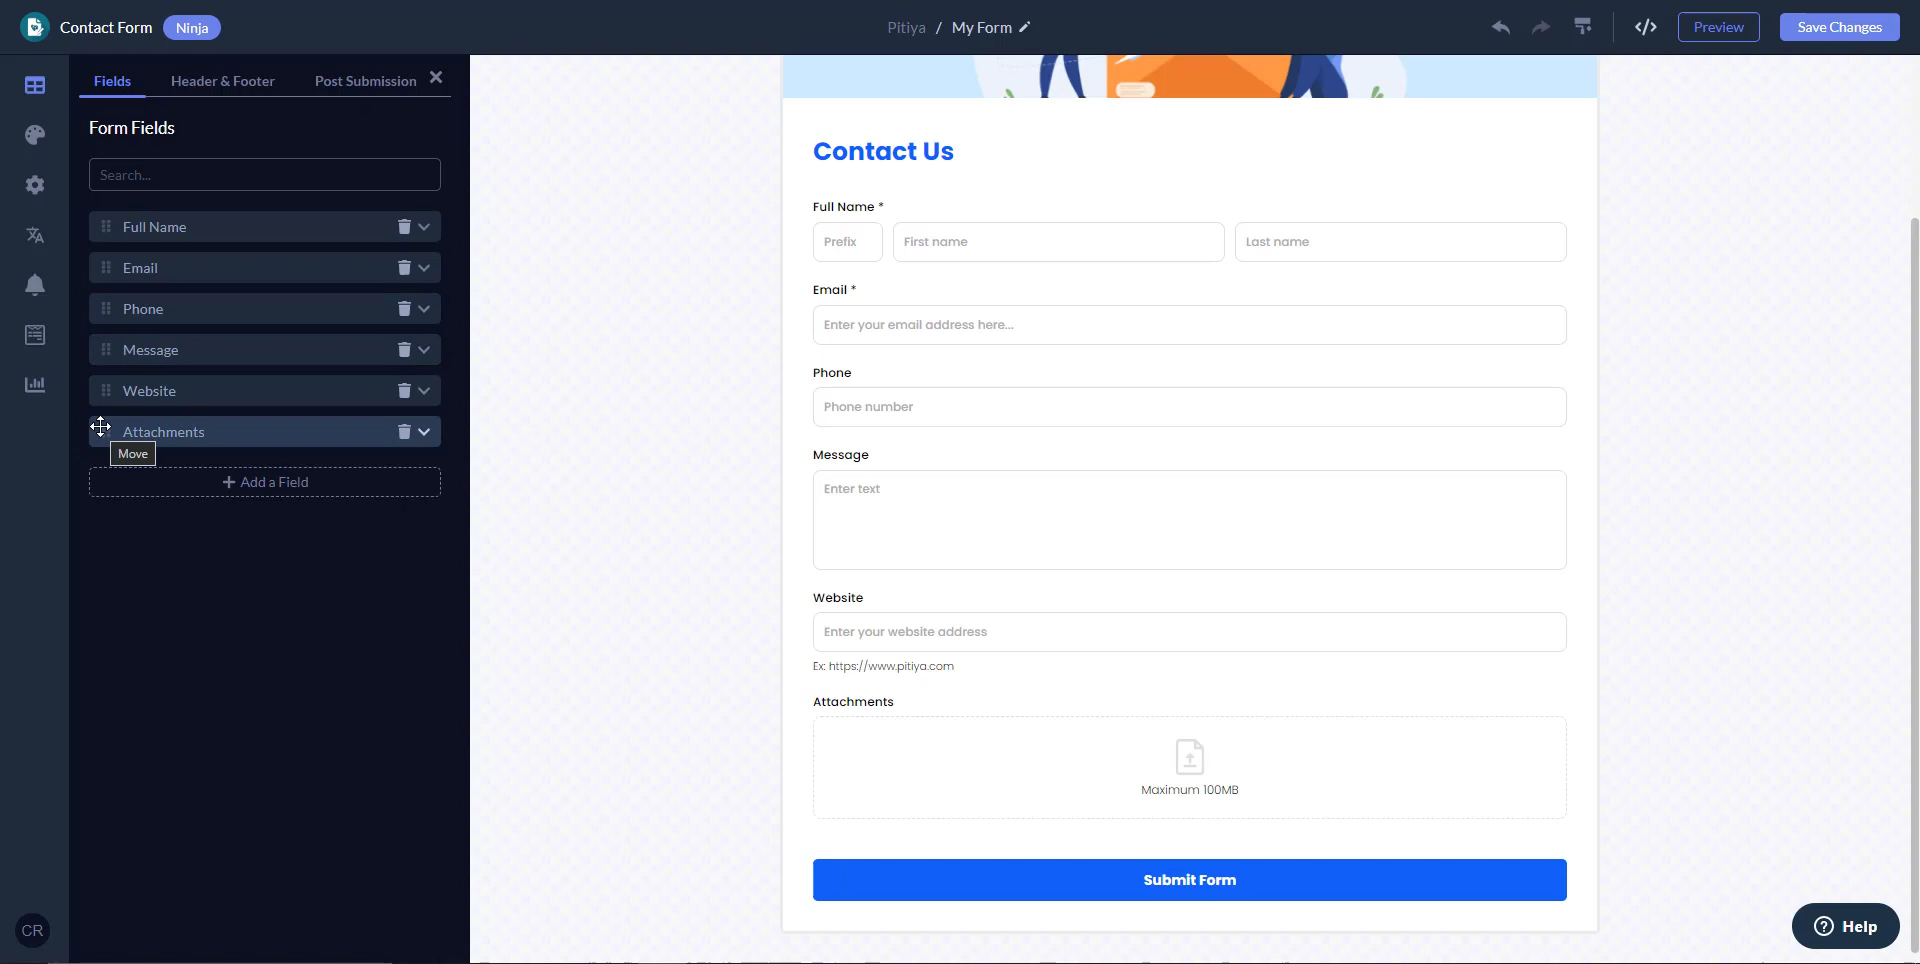 Contact Form Ninja
Pitiya / My Form
Preview
Save Changes
Fields
Header & Footer
Post Submission
Form Fields
Search...
Full Name
Email
Phone
Message
Website
Attachments
Move
+ Add a Field
CR
Contact Us
Full Name *
Prefix
First name
Last name
Email *
Enter your email address here...
Phone
Phone number
Message
Enter text
Website
Enter your website address
Ex: https://www.pitiya.com
Attachments
Maximum 100MB
Submit Form
Help